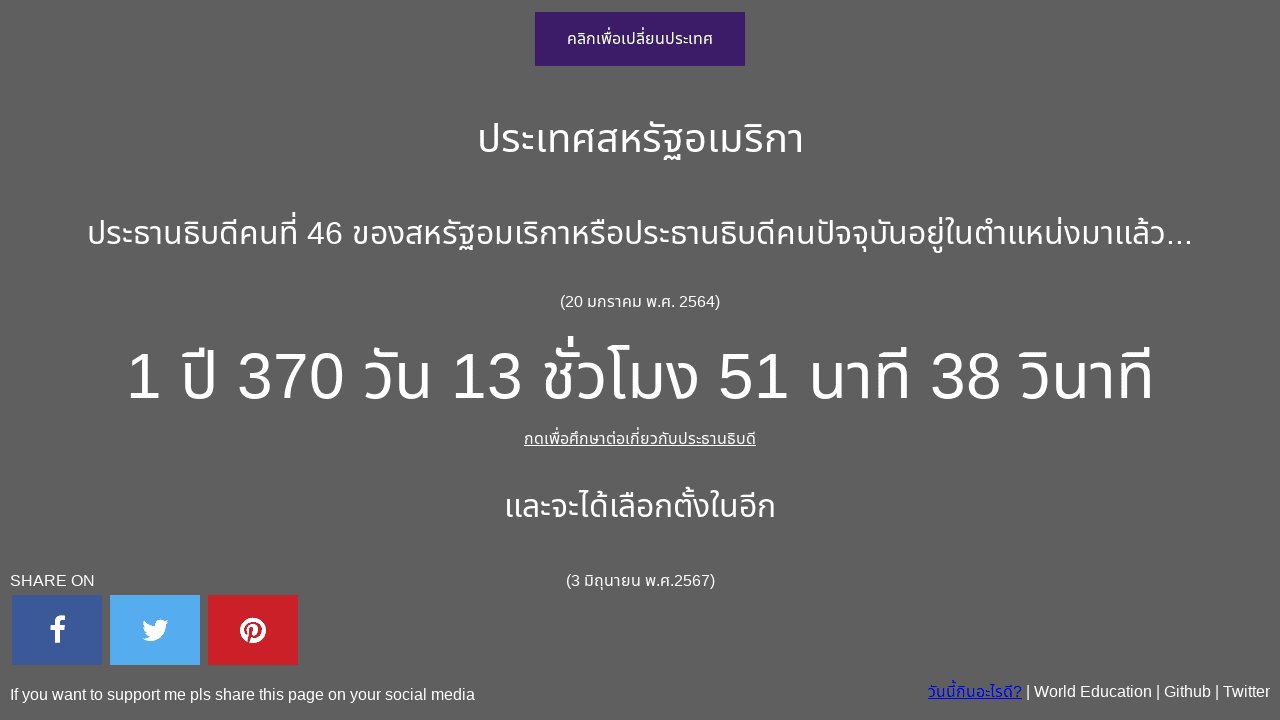 คลิกเพื่อเปลี่ยนประเทศ
ประเทศสหรัฐอเมริกา
ประธานธิบดีคนที่ 46 ของสหรัฐอมเริกาหรือประธานธิบดีคนปัจจุบันอยู่ในตำแหน่งมาแล้ว...
(20 มกราคม พ.ศ. 2564)
1 ปี 370 วัน 13 ชั่วโมง 51 นาที 38 วินาที
กดเพื่อศึกษาต่อเกี่ยวกับประธานธิบดี
และจะได้เลือกตั้งในอีก
(3 มิถุนายน พ.ศ.2567)
SHARE ON
If you want to support me pls share this page on your social media
วันนี้กินอะไรดี? | World Education | Github | Twitter